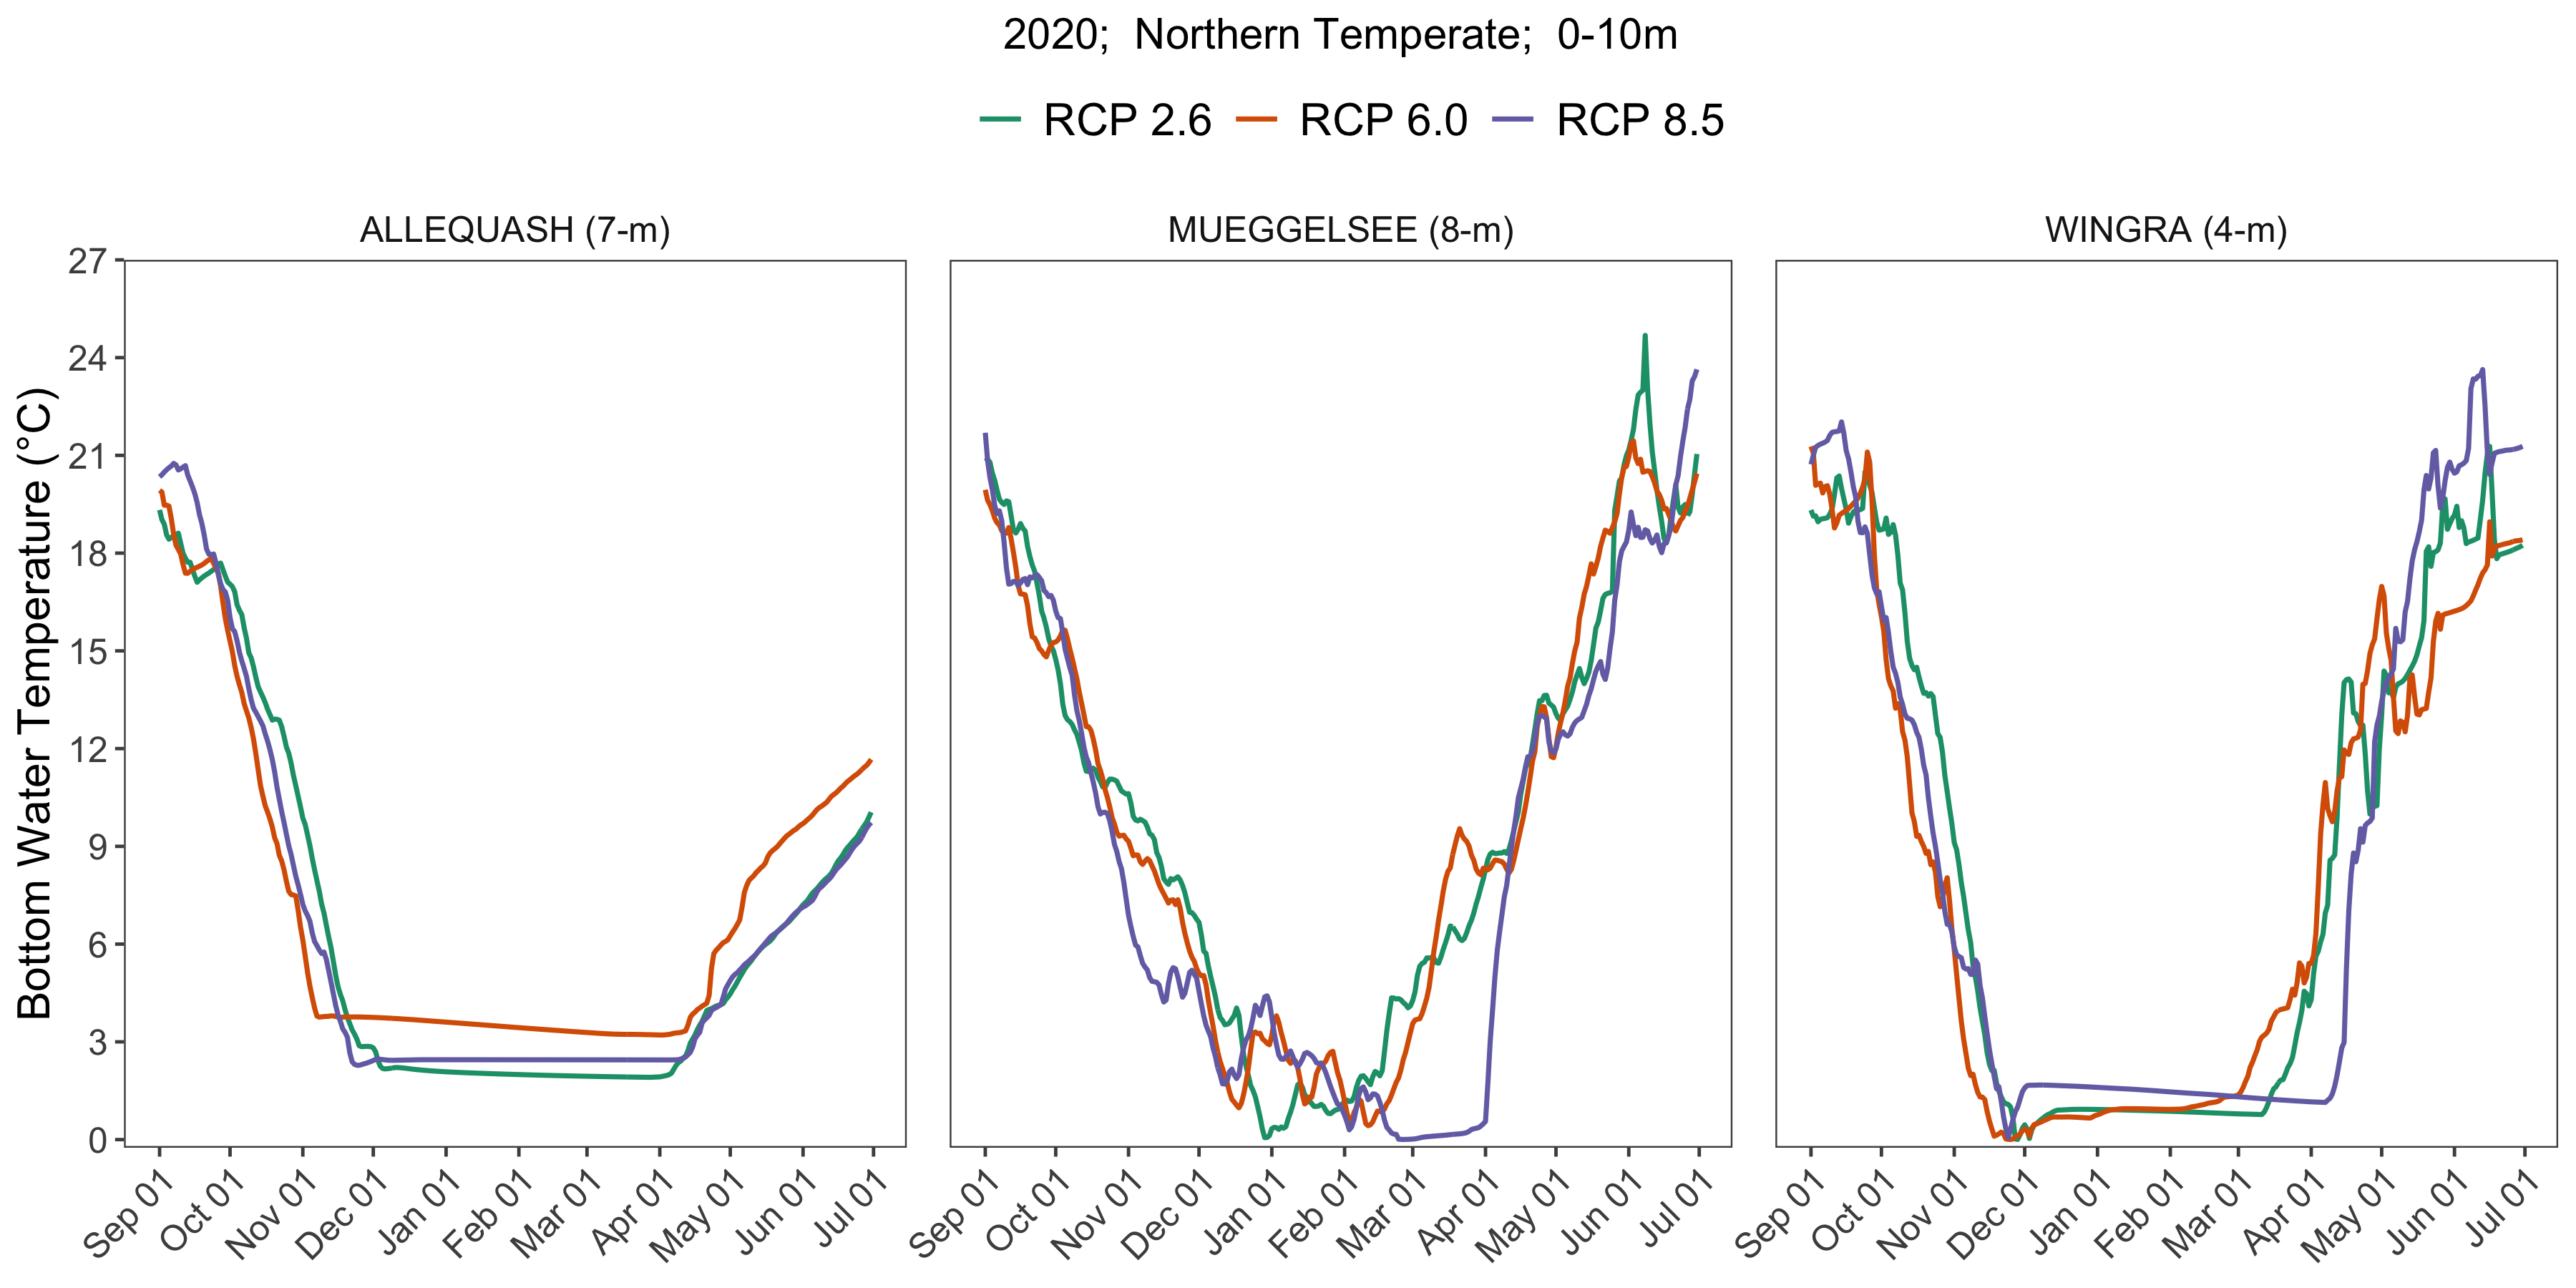 2020;  Northern Temperate;  0-10m
RCP 2.6 RCP 6.0 RCP 8.5
ALLEQUASH (7-m) MUEGGELSEE (8-m) WINGRA (4-m)
Bottom Water Temperature (°C)
27
24
21
18
15
12
9
6
3
0
Sep 01 Oct 01 Nov 01 Dec 01 Jan 01 Feb 01 Mar 01 Apr 01 May 01 Jun 01 Jul 01
Sep 01 Oct 01 Nov 01 Dec 01 Jan 01 Feb 01 Mar 01 Apr 01 May 01 Jun 01 Jul 01
Sep 01 Oct 01 Nov 01 Dec 01 Jan 01 Feb 01 Mar 01 Apr 01 May 01 Jun 01 Jul 01